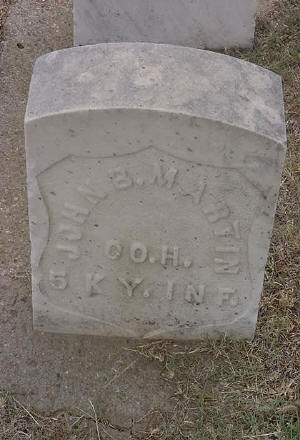 JOHN B. MARTIN
CO. H.
5 KY. INF.